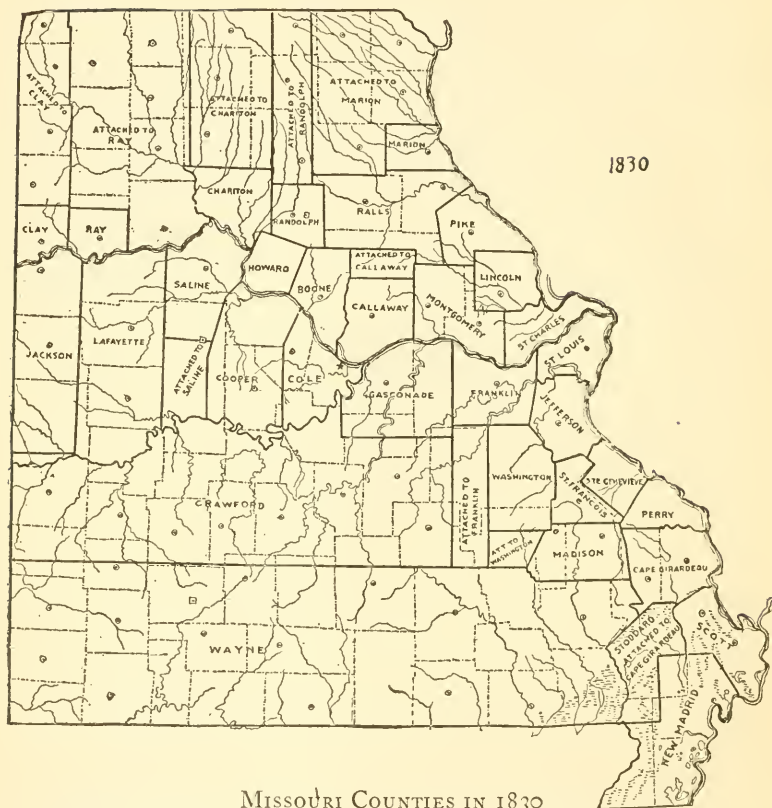 1830
ATTACHED TO
CLAY
ATTACHED TO
RAY
ATTACHED TO
CHARITON
ATTACHED TO
RANDOLPH
ATTACHED TO
MARION
MARION
CHARITON
RANDOLPH
RALLS
PIKE
CLAY
RAY
SALINE
HOWARD
BOONE
ATTACHED TO
CALLAWAY
CALLAWAY
MONTGOMERY
LINCOLN
ST CHARLES
ST LOUIS
JACKSON
LAFAYETTE
ATTACHED TO
SALINE
COOPER
COLE
GASCONADE
FRANKLIN
JEFFERSON
CRAWFORD
ATTACHED TO
FRANKLIN
WASHINGTON
ST FRANCOIS
STE GENEVIEVE
PERRY
ATT TO
WASHINGTON
MADISON
CAPE GIRARDEAU
WAYNE
STODDARD
ATTACHED TO
CAPE GIRARDEAU
SCOTT
NEW MADRID
MISSOURI COUNTIES IN 1830